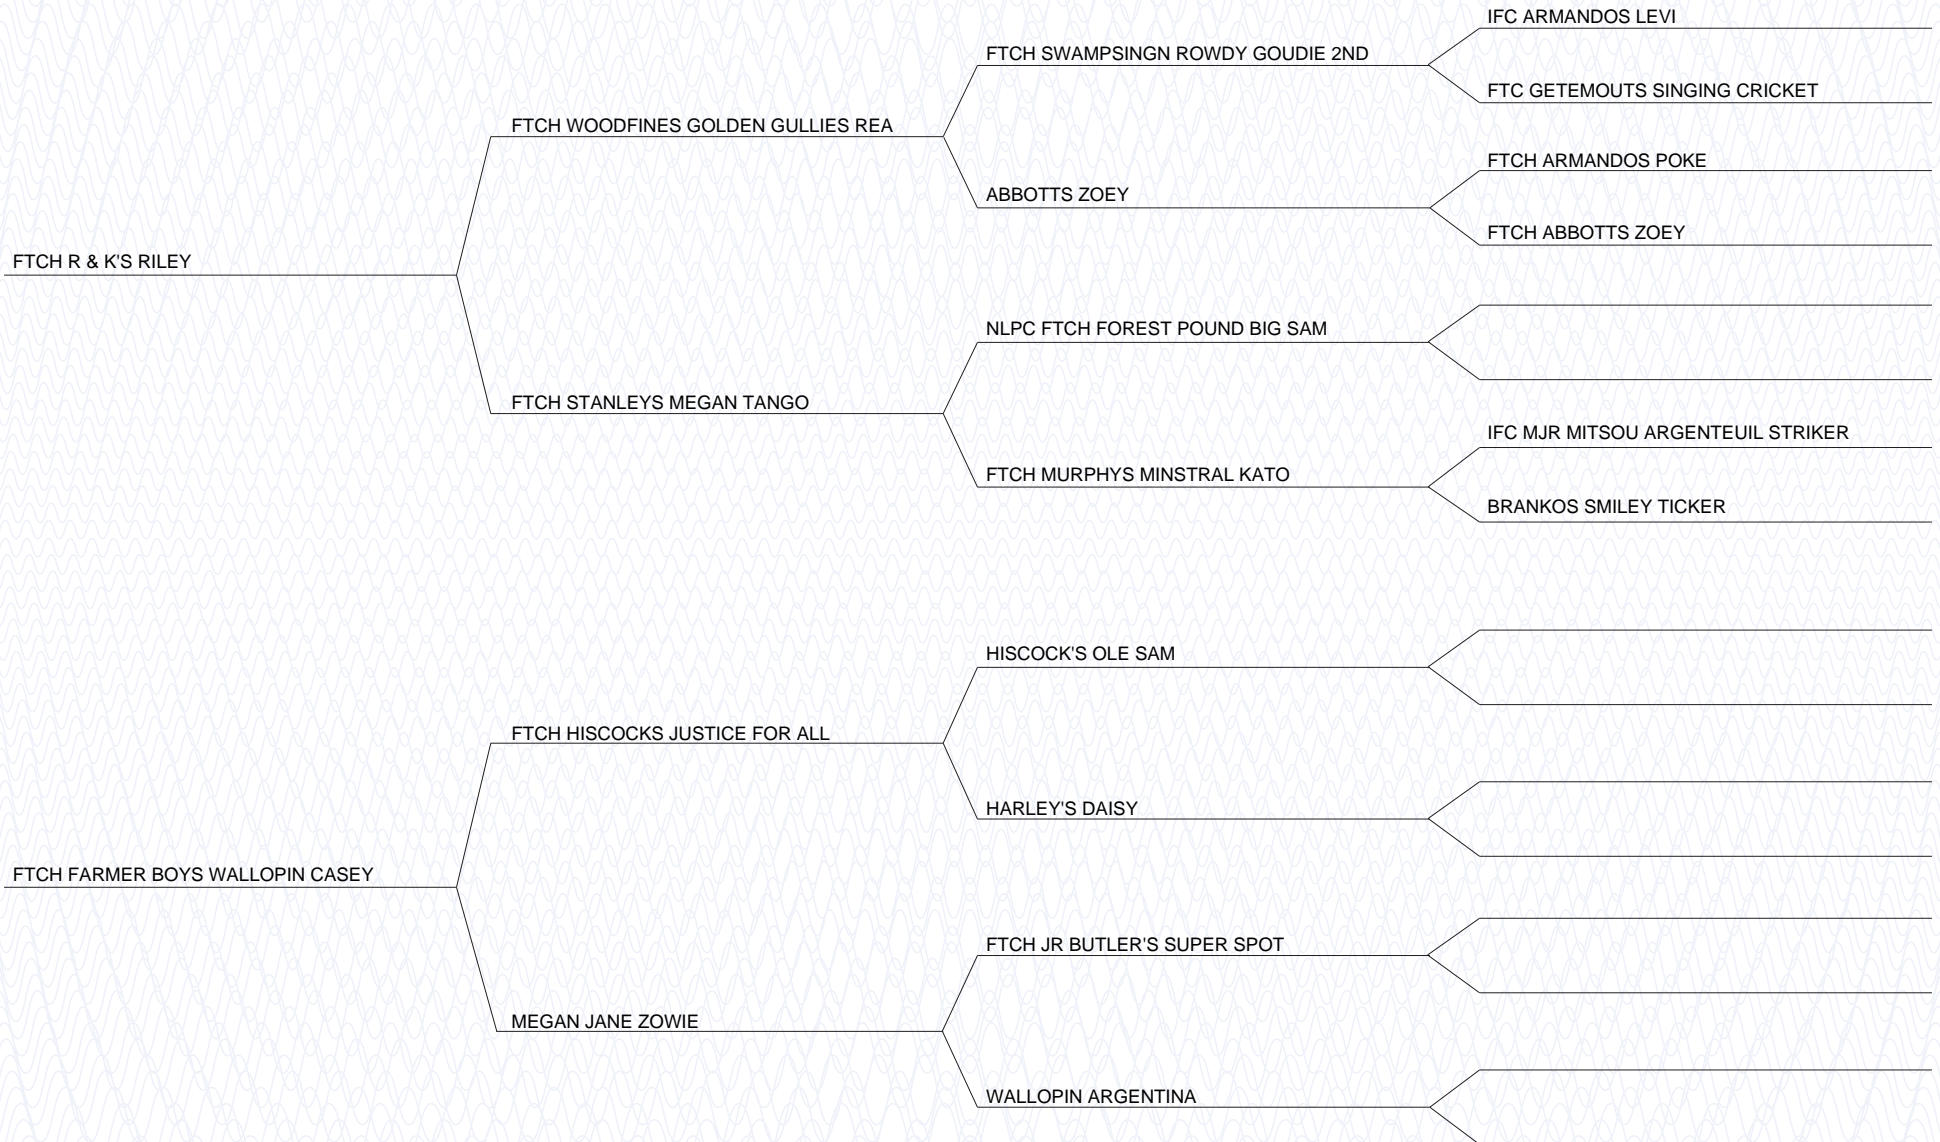 IFC ARMANDOS LEVI
FTCH SWAMPSINGN ROWDY GOUDIE 2ND
FTC GETEMOUTS SINGING CRICKET
FTCH WOODFINES GOLDEN GULLIES REA
FTCH ARMANDOS POKE
ABBOTTS ZOEY
FTCH ABBOTTS ZOEY
FTCH R & K'S RILEY
NLPC FTCH FOREST POUND BIG SAM
FTCH STANLEYS MEGAN TANGO
IFC MJR MITSOU ARGENTEUIL STRIKER
FTCH MURPHYS MINSTRAL KATO
BRANKOS SMILEY TICKER
HISCOCK'S OLE SAM
FTCH HISCOCKS JUSTICE FOR ALL
HARLEY'S DAISY
FTCH FARMER BOYS WALLOPIN CASEY
FTCH JR BUTLER'S SUPER SPOT
MEGAN JANE ZOWIE
WALLOPIN ARGENTINA